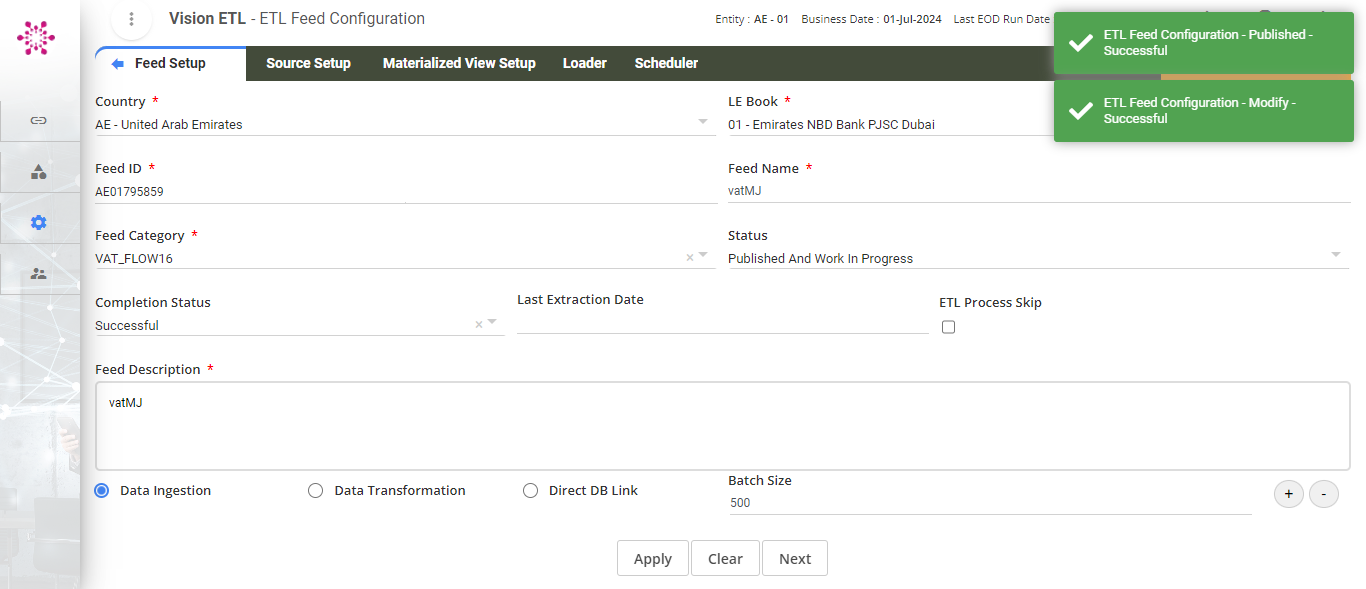 Vision ETL - ETL Feed Configuration
Entity : AE - 01 Business Date : 01-Jul-2024 Last EOD Run Date
ETL Feed Configuration - Published -
Successful
ETL Feed Configuration - Modify -
Successful
Feed Setup
Source Setup
Materialized View Setup
Loader
Scheduler
Country *
AE - United Arab Emirates
LE Book *
01 - Emirates NBD Bank PJSC Dubai
Feed ID *
AE01795859
Feed Name *
vatMJ
Feed Category *
VAT_FLOW16
Status
Published And Work In Progress
Completion Status
Successful
Last Extraction Date
ETL Process Skip
Feed Description *
vatMJ
Data Ingestion
Data Transformation
Direct DB Link
Batch Size
500
+
-
Apply
Clear
Next